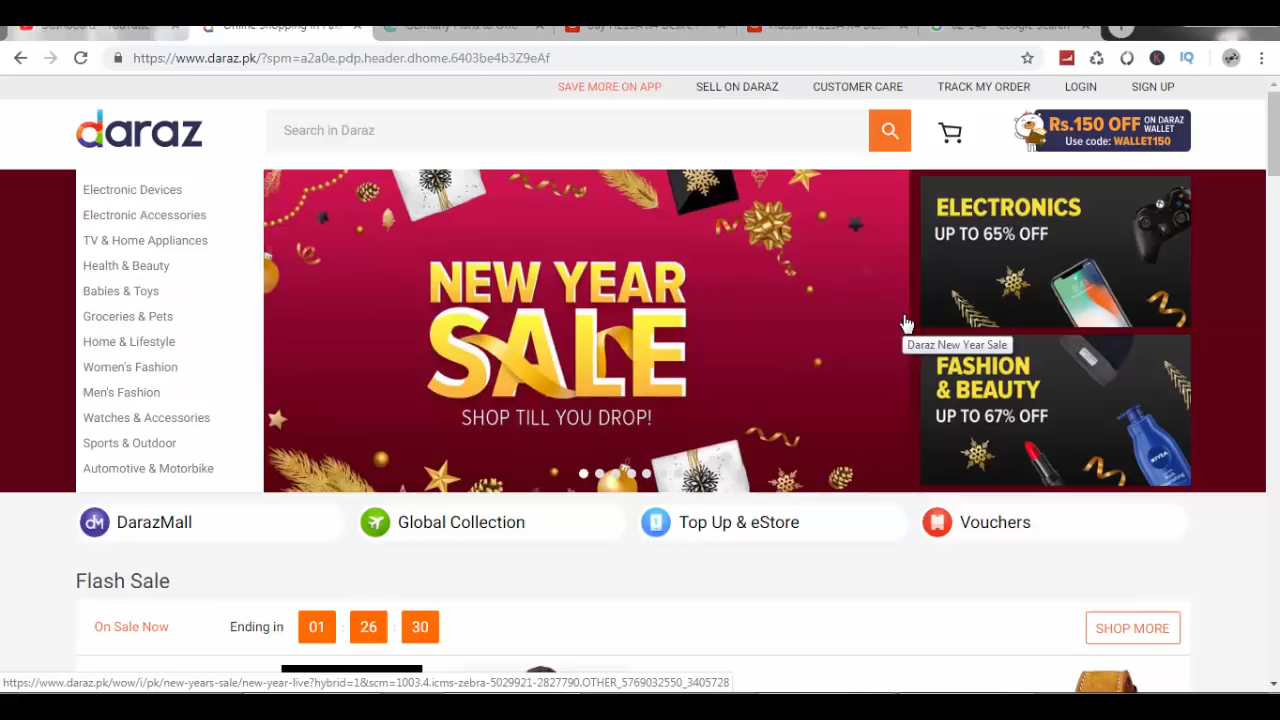 https://www.daraz.pk/?spm=a2a0e.pdp.header.dhome.6403be4b3Z9eAf
SAVE MORE ON APP
SELL ON DARAZ
CUSTOMER CARE
TRACK MY ORDER
LOGIN
SIGN UP
daraz
Search in Daraz
Rs.150 OFF ON DARAZ WALLET
Use code: WALLET150
Electronic Devices
Electronic Accessories
TV & Home Appliances
Health & Beauty
Babies & Toys
Groceries & Pets
Home & Lifestyle
Women's Fashion
Men's Fashion
Watches & Accessories
Sports & Outdoor
Automotive & Motorbike
NEW YEAR
SALE
SHOP TILL YOU DROP!
ELECTRONICS
UP TO 65% OFF
Daraz New Year Sale
FASHION
& BEAUTY
UP TO 67% OFF
NIVEA
dm DarazMall
Global Collection
Top Up & eStore
Vouchers
Flash Sale
On Sale Now
Ending in 01 : 26 : 30
SHOP MORE
https://www.daraz.pk/wow/i/pk/new-years-sale/new-year-live?hybrid=1&scm=1003.4.icms-zebra-5029921-2827790.OTHER_5769032550_3405728